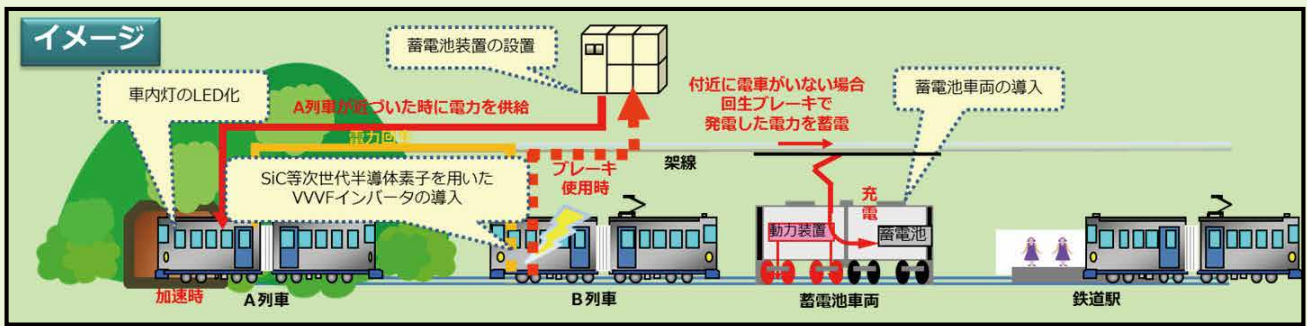 イメージ
車内灯のLED化
蓄電池装置の設置
A列車が近づいた時に電力を供給
付近に電車がいない場合
回生ブレーキで
発電した電力を蓄電
蓄電池車両の導入
電力回生
架線
SiC等次世代半導体素子を用いた
VVVFインバータの導入
ブレーキ
使用時
充
電
動力装置
蓄電池
加速時
A列車
B列車
蓄電池車両
鉄道駅